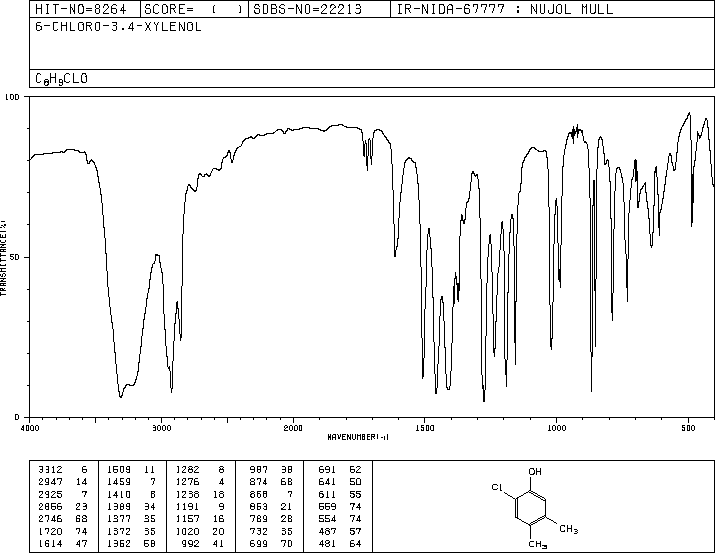 HIT-NO=8264 SCORE= ( ) SDBS-NO=22213 IR-NIDA-67777 : NUJOL MULL
6-CHLORO-3,4-XYLENOL
C8H9CLO
100
50
0
TRANSMITTANCE(%)
4000 3000 2000 1500 1000 500
WAVENUMBER(-1)
3312 6 1509 11 1282 8 987 38 691 62
2947 14 1459 7 1276 4 874 68 641 50
2925 7 1410 8 1238 18 868 7 611 55
2866 23 1389 34 1191 9 863 21 559 74
2746 68 1377 35 1157 16 789 28 554 74
1720 74 1372 35 1020 20 732 35 487 57
1614 47 1362 58 992 41 699 70 481 64
OH
Cl
CH3
CH3